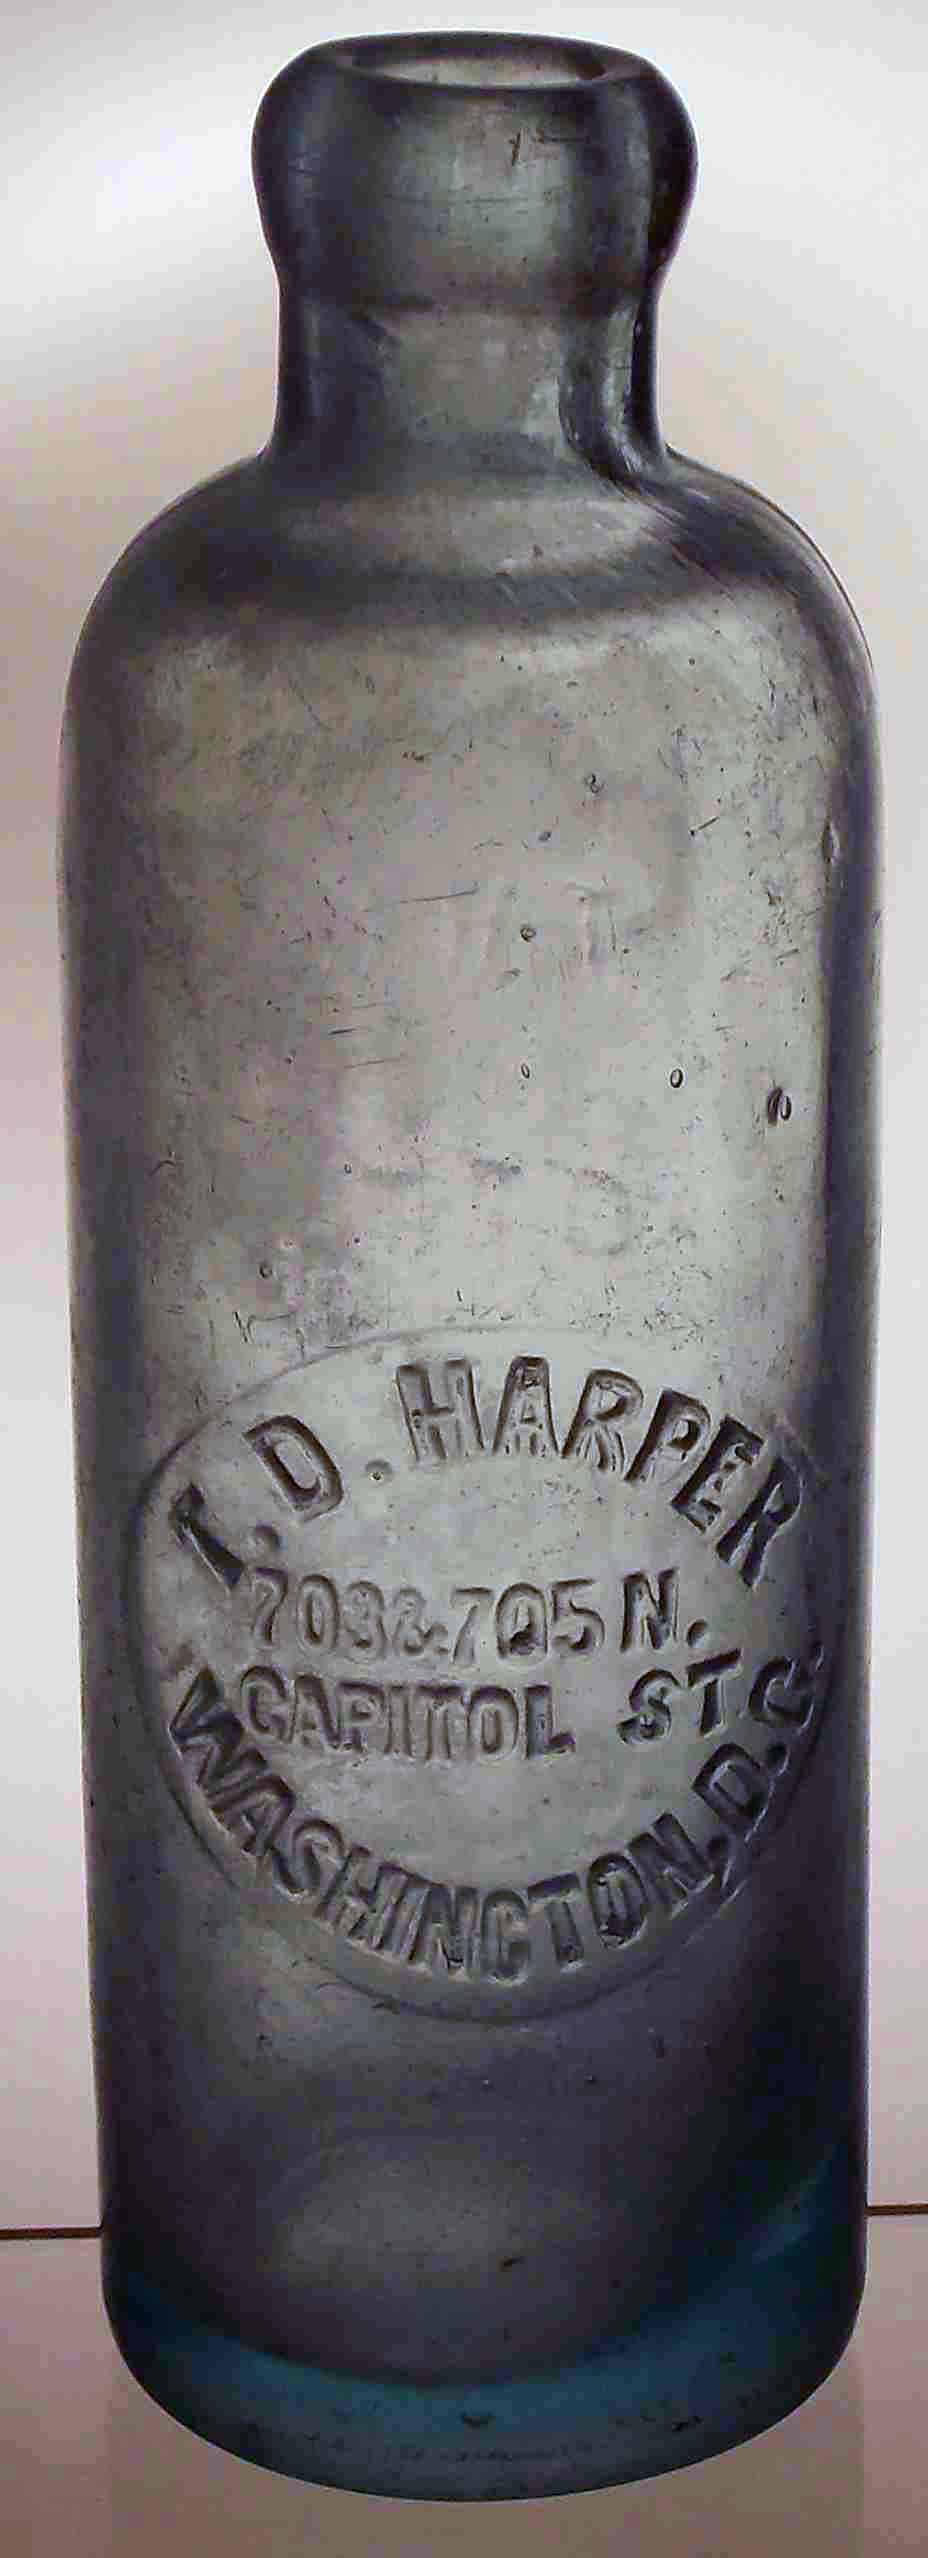 T.D. HARPER
703&705 N.
CAPITOL ST
WASHINGTON, D.C.